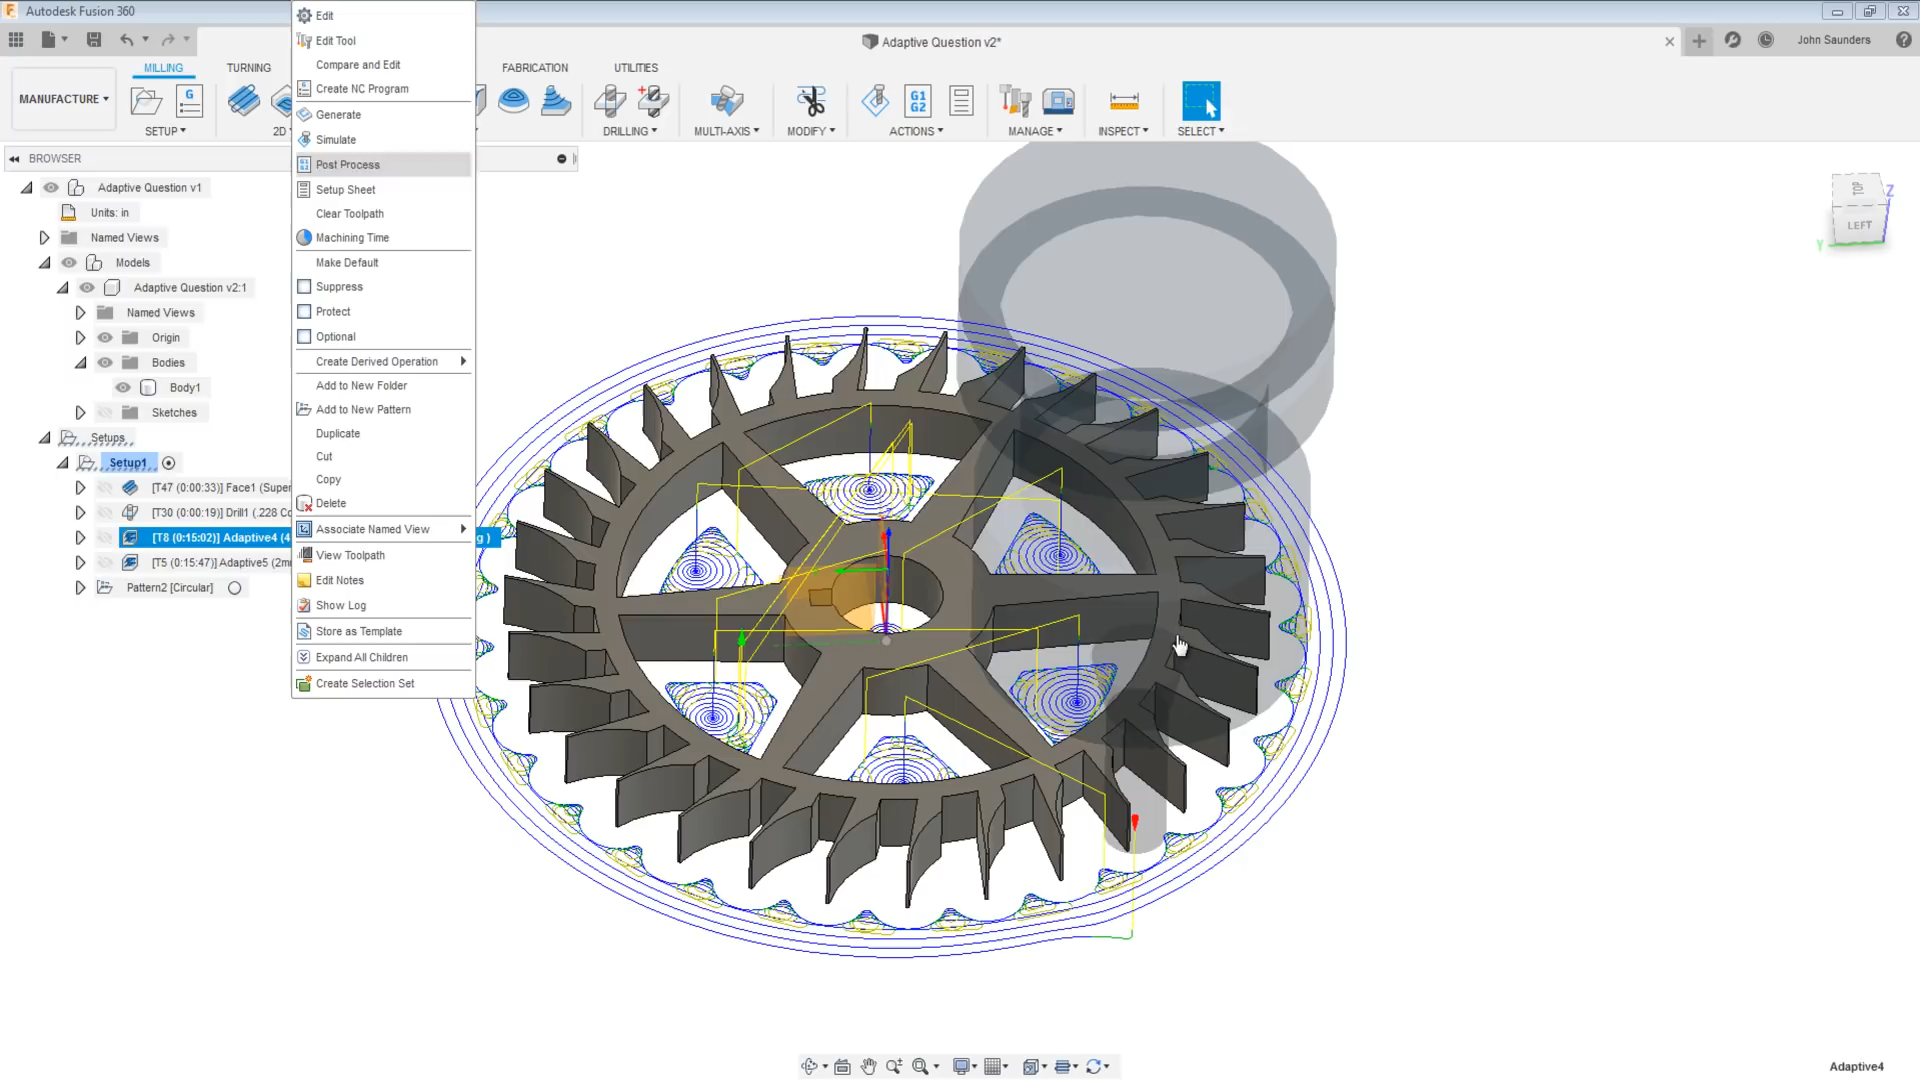 Autodesk Fusion 360
Adaptive Question v2*
John Saunders
MANUFACTURE
MILLING
TURNING
FABRICATION
UTILITIES
SETUP
2D
DRILLING
MULTI-AXIS
MODIFY
ACTIONS
MANAGE
INSPECT
SELECT
G
G1
G2
BROWSER
Adaptive Question v1
Units: in
Named Views
Models
Adaptive Question v2:1
Named Views
Origin
Bodies
Body1
Sketches
Setups
Setup1
[T47 (0:00:33)] Face1 (Super
[T30 (0:00:19)] Drill1 (.228 Co
[T8 (0:15:02)] Adaptive4 (4
g )
[T5 (0:15:47)] Adaptive5 (2m
Pattern2 [Circular]
Edit
Edit Tool
Compare and Edit
Create NC Program
Generate
Simulate
Post Process
Setup Sheet
Clear Toolpath
Machining Time
Make Default
Suppress
Protect
Optional
Create Derived Operation
Add to New Folder
Add to New Pattern
Duplicate
Cut
Copy
Delete
Associate Named View
View Toolpath
Edit Notes
Show Log
Store as Template
Expand All Children
Create Selection Set
TOP
LEFT
Z
Y
Adaptive4